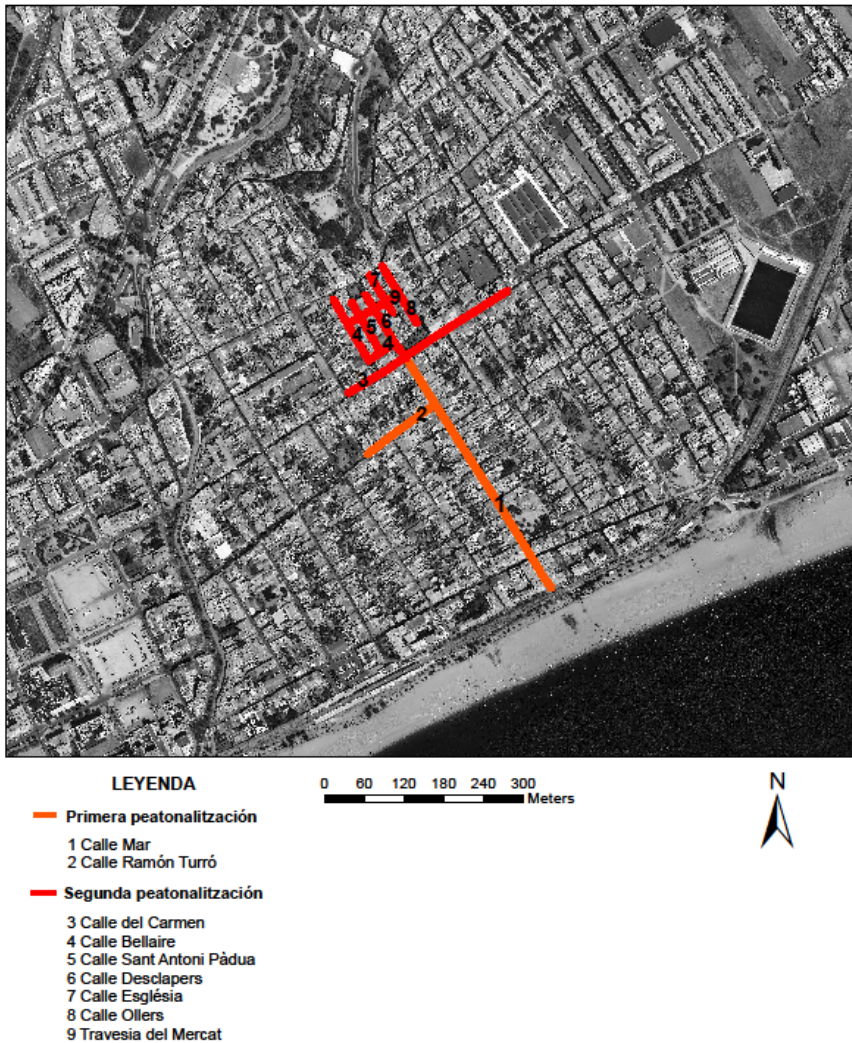 7
9
8
6
4
5
4
3
2
1
LEYENDA
Primera peatonalitzación
1 Calle Mar
2 Calle Ramón Turró
Segunda peatonalitzación
3 Calle del Carmen
4 Calle Bellaire
5 Calle Sant Antoni Pàdua
6 Calle Desclapers
7 Calle Església
8 Calle Ollers
9 Travesia del Mercat
0 60 120 180 240 300
Meters
N